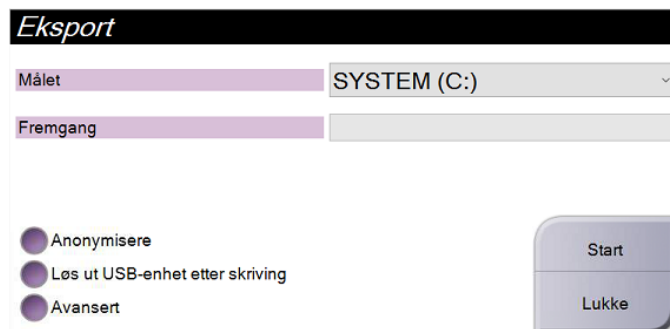 Eksport
Målet
SYSTEM (C:)
Fremgang
Anonymisere
Løs ut USB-enhet etter skriving
Avansert
Start
Lukke